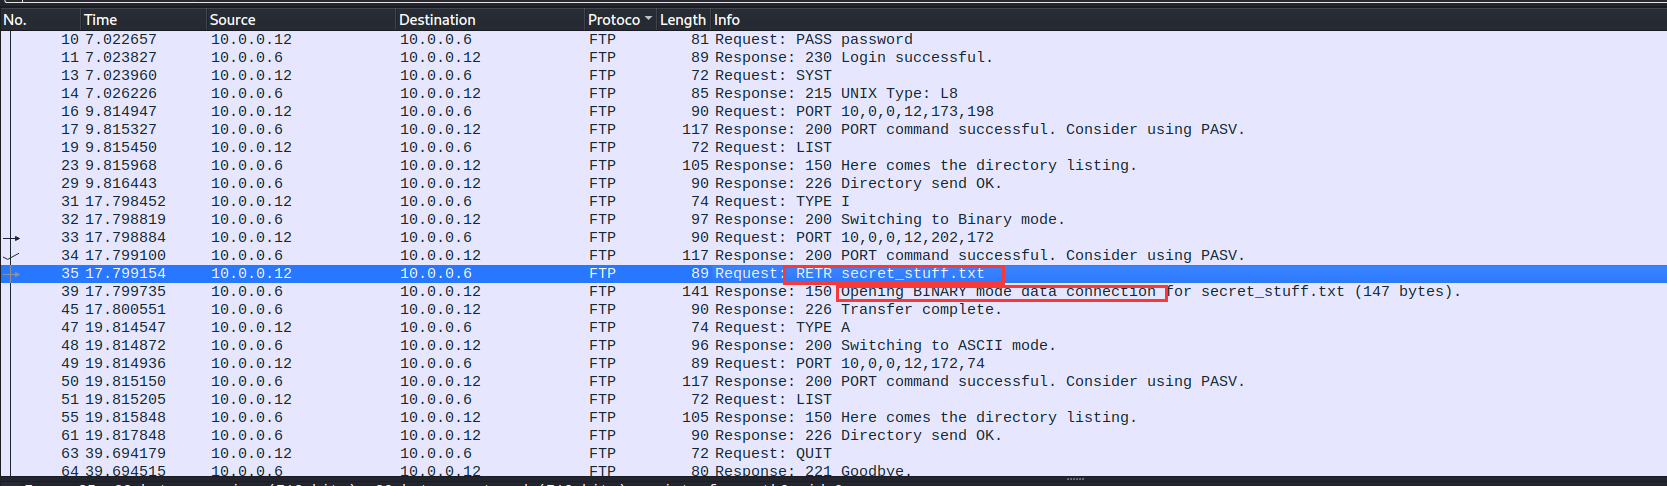 No. Time Source Destination Protoco Length Info
10 7.022657 10.0.0.12 10.0.0.6 FTP 81 Request: PASS password
11 7.023827 10.0.0.6 10.0.0.12 FTP 89 Response: 230 Login successful.
13 7.023960 10.0.0.12 10.0.0.6 FTP 72 Request: SYST
14 7.026226 10.0.0.6 10.0.0.12 FTP 85 Response: 215 UNIX Type: L8
16 9.814947 10.0.0.12 10.0.0.6 FTP 90 Request: PORT 10,0,0,12,173,198
17 9.815327 10.0.0.6 10.0.0.12 FTP 117 Response: 200 PORT command successful. Consider using PASV.
19 9.815450 10.0.0.12 10.0.0.6 FTP 72 Request: LIST
23 9.815968 10.0.0.6 10.0.0.12 FTP 105 Response: 150 Here comes the directory listing.
29 9.816443 10.0.0.6 10.0.0.12 FTP 90 Response: 226 Directory send OK.
31 17.798452 10.0.0.12 10.0.0.6 FTP 74 Request: TYPE I
32 17.798819 10.0.0.6 10.0.0.12 FTP 97 Response: 200 Switching to Binary mode.
33 17.798884 10.0.0.12 10.0.0.6 FTP 90 Request: PORT 10,0,0,12,202,172
34 17.799100 10.0.0.6 10.0.0.12 FTP 117 Response: 200 PORT command successful. Consider using PASV.
35 17.799154 10.0.0.12 10.0.0.6 FTP 89 Request: RETR secret_stuff.txt
39 17.799735 10.0.0.6 10.0.0.12 FTP 141 Response: 150 Opening BINARY mode data connection for secret_stuff.txt (147 bytes).
45 17.800551 10.0.0.6 10.0.0.12 FTP 90 Response: 226 Transfer complete.
47 19.814547 10.0.0.12 10.0.0.6 FTP 74 Request: TYPE A
48 19.814872 10.0.0.6 10.0.0.12 FTP 96 Response: 200 Switching to ASCII mode.
49 19.814936 10.0.0.12 10.0.0.6 FTP 89 Request: PORT 10,0,0,12,172,74
50 19.815150 10.0.0.6 10.0.0.12 FTP 117 Response: 200 PORT command successful. Consider using PASV.
51 19.815205 10.0.0.12 10.0.0.6 FTP 72 Request: LIST
55 19.815848 10.0.0.6 10.0.0.12 FTP 105 Response: 150 Here comes the directory listing.
61 19.817848 10.0.0.6 10.0.0.12 FTP 90 Response: 226 Directory send OK.
63 39.694179 10.0.0.12 10.0.0.6 FTP 72 Request: QUIT
64 39.694515 10.0.0.6 10.0.0.12 FTP 80 Response: 221 Goodbye.